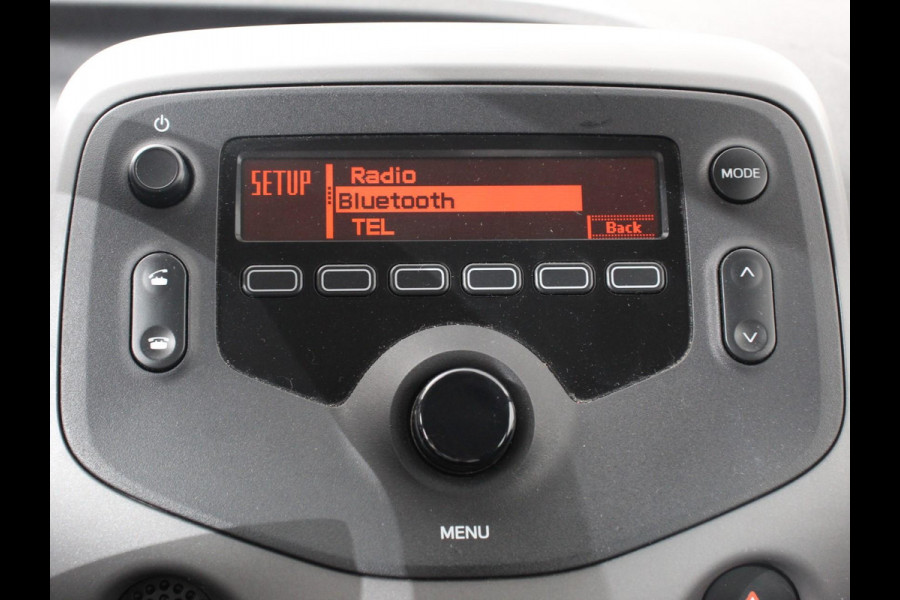 MODE
SETUP
Radio
Bluetooth
TEL
Back
MENU